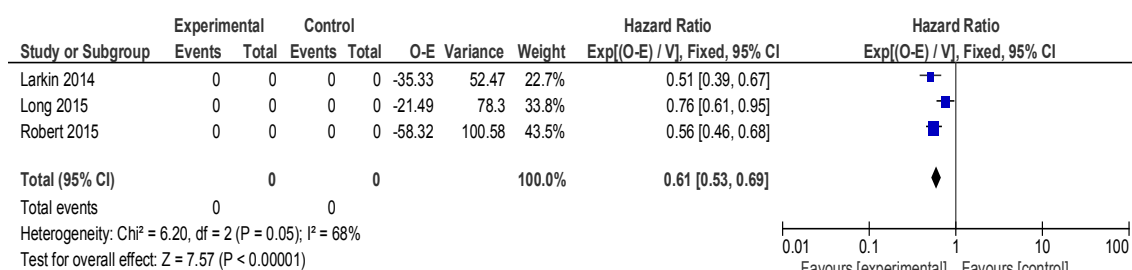 Experimental Control Hazard Ratio Hazard Ratio
Study or Subgroup Events Total Events Total O-E Variance Weight Exp[(O-E) / V], Fixed, 95% CI Exp[(O-E) / V], Fixed, 95% CI
Larkin 2014 0 0 0 0 -35.33 52.47 22.7% 0.51 [0.39, 0.67]
Long 2015 0 0 0 0 -21.49 78.3 33.8% 0.76 [0.61, 0.95]
Robert 2015 0 0 0 0 -58.32 100.58 43.5% 0.56 [0.46, 0.68]
Total (95% CI) 0 0 100.0% 0.61 [0.53, 0.69]
Total events 0 0
Heterogeneity: Chi² = 6.20, df = 2 (P = 0.05); I² = 68%
Test for overall effect: Z = 7.57 (P < 0.00001)
0.01 0.1 1 10 100
Favours [experimental] Favours [control]